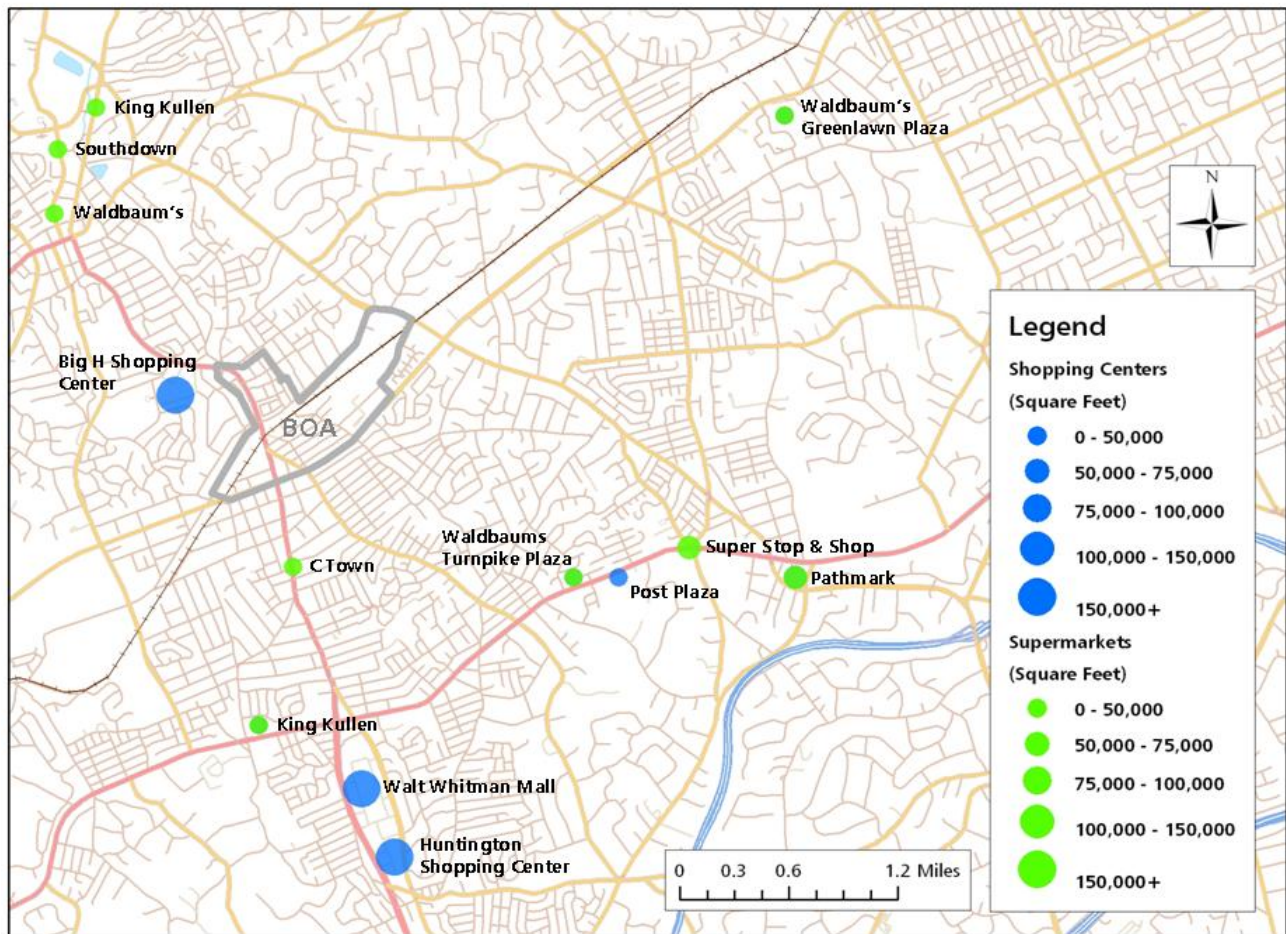 King Kullen
Southdown
Waldbaum's
Waldbaum's
Greenlawn Plaza
N
Big H Shopping
Center
BOA
CTown
Waldbaums
Turnpike Plaza
Post Plaza
Super Stop & Shop
Pathmark
King Kullen
Walt Whitman Mall
Huntington
Shopping Center
0 0.3 0.6 1.2 Miles
Legend
Shopping Centers
(Square Feet)
0 - 50,000
50,000 - 75,000
75,000 - 100,000
100,000 - 150,000
150,000+
Supermarkets
(Square Feet)
0 - 50,000
50,000 - 75,000
75,000 - 100,000
100,000 - 150,000
150,000+